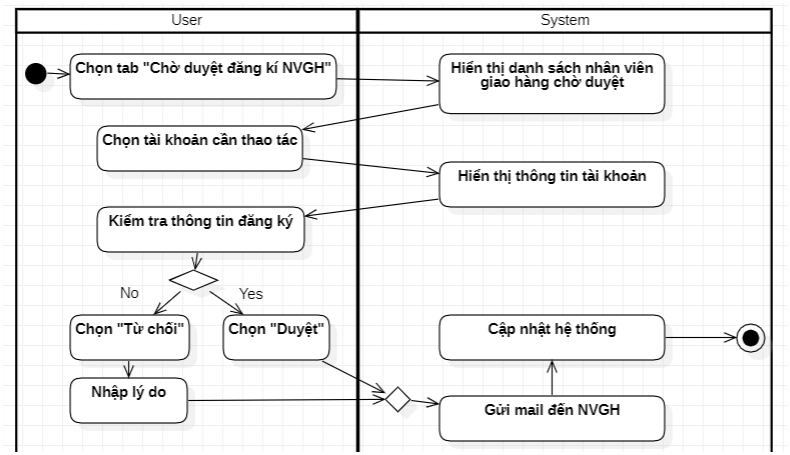 User
System
Chọn tab "Chờ duyệt đăng kí NVGH"
Hiển thị danh sách nhân viên
giao hàng chờ duyệt
Chọn tài khoản cần thao tác
Hiển thị thông tin tài khoản
Kiểm tra thông tin đăng ký
No
Yes
Chọn "Từ chối"
Chọn "Duyệt"
Cập nhật hệ thống
Nhập lý do
Gửi mail đến NVGH